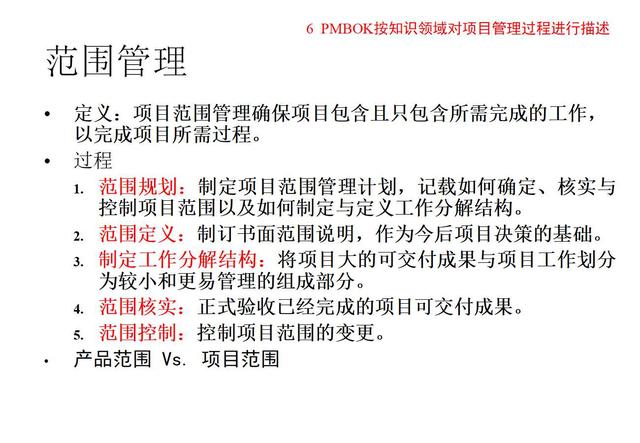 6 PMBOK按知识领域对项目管理过程进行描述
范围管理
• 定义：项目范围管理确保项目包含且只包含所需完成的工作，
以完成项目所需过程。
• 过程
1. 范围规划：制定项目范围管理计划，记载如何确定、核实与
控制项目范围以及如何制定与定义工作分解结构。
2. 范围定义：制订书面范围说明，作为今后项目决策的基础。
3. 制定工作分解结构：将项目大的可交付成果与项目工作划分
为较小和更易管理的组成部分。
4. 范围核实：正式验收已经完成的项目可交付成果。
5. 范围控制：控制项目范围的变更。
• 产品范围 Vs. 项目范围